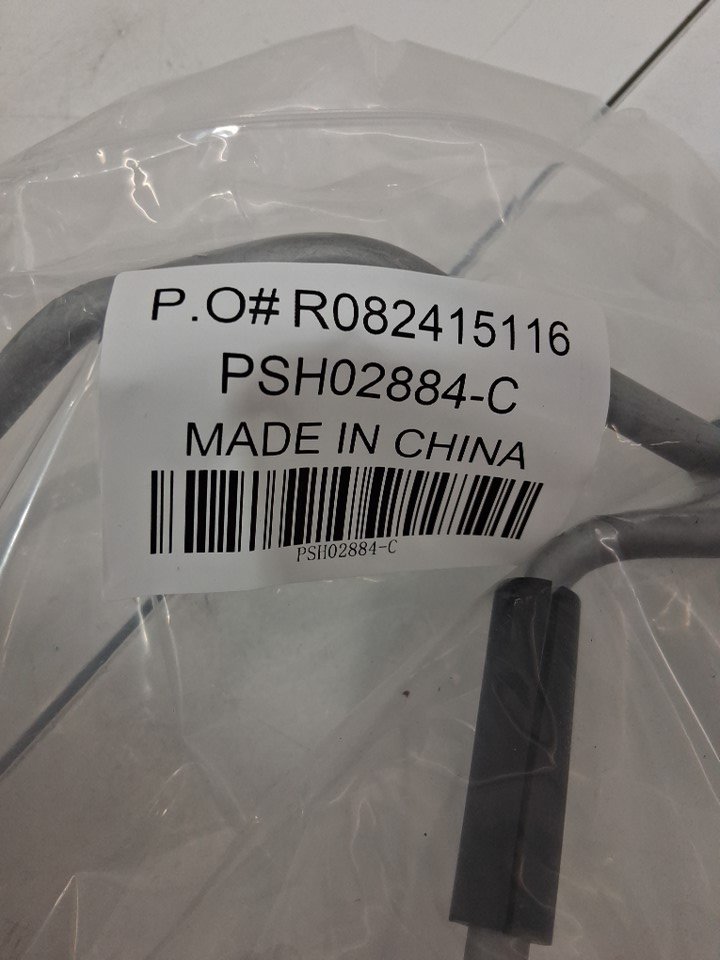 P.O# R082415116
PSH02884-C
MADE IN CHINA
PSH02884-C